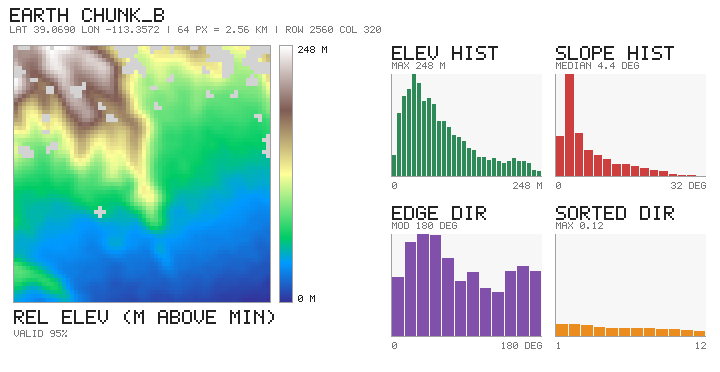 EARTH CHUNK_B
LAT 39.0690 LON -113.3572 | 64 PX = 2.56 KM | ROW 2560 COL 320
248 M
0 M
REL ELEV (M ABOVE MIN)
VALID 95%
ELEV HIST
MAX 248 M
0 248 M
SLOPE HIST
MEDIAN 4.4 DEG
0 32 DEG
EDGE DIR
MOD 180 DEG
0 180 DEG
SORTED DIR
MAX 0.12
1 12